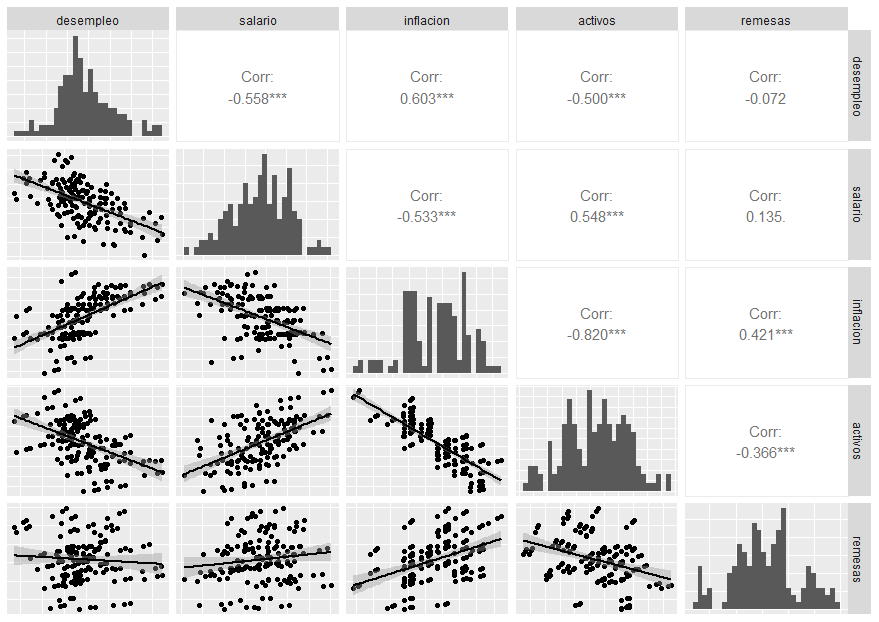 desempleo salario inflacion activos remesas
Corr: Corr: Corr: Corr:
-0.558*** 0.603*** -0.500*** -0.072
desempleo
Corr: Corr: Corr:
-0.533*** 0.548*** 0.135.
salario
Corr: Corr:
-0.820*** 0.421***
inflacion
Corr:
-0.366***
activos
remesas